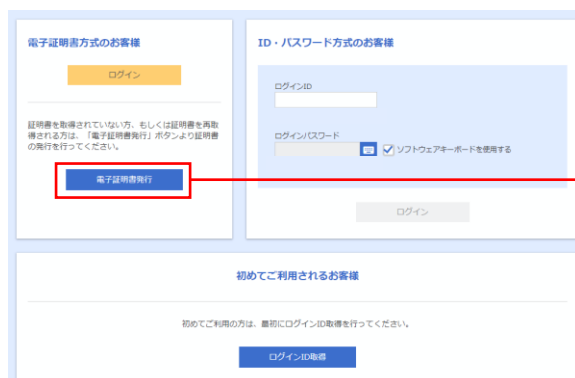 電子証明書方式のお客様
ログイン
証明書を取得されていない方、もしくは証明書を再取
得される方は、「電子証明書発行」ボタンより証明書
の発行を行ってください。
電子証明書発行
ID・パスワード方式のお客様
ログインID
ログインパスワード
ソフトウェアキーボードを使用する
ログイン
初めてご利用されるお客様
初めてご利用の方は、最初にログインID取得を行ってください。
ログインID取得